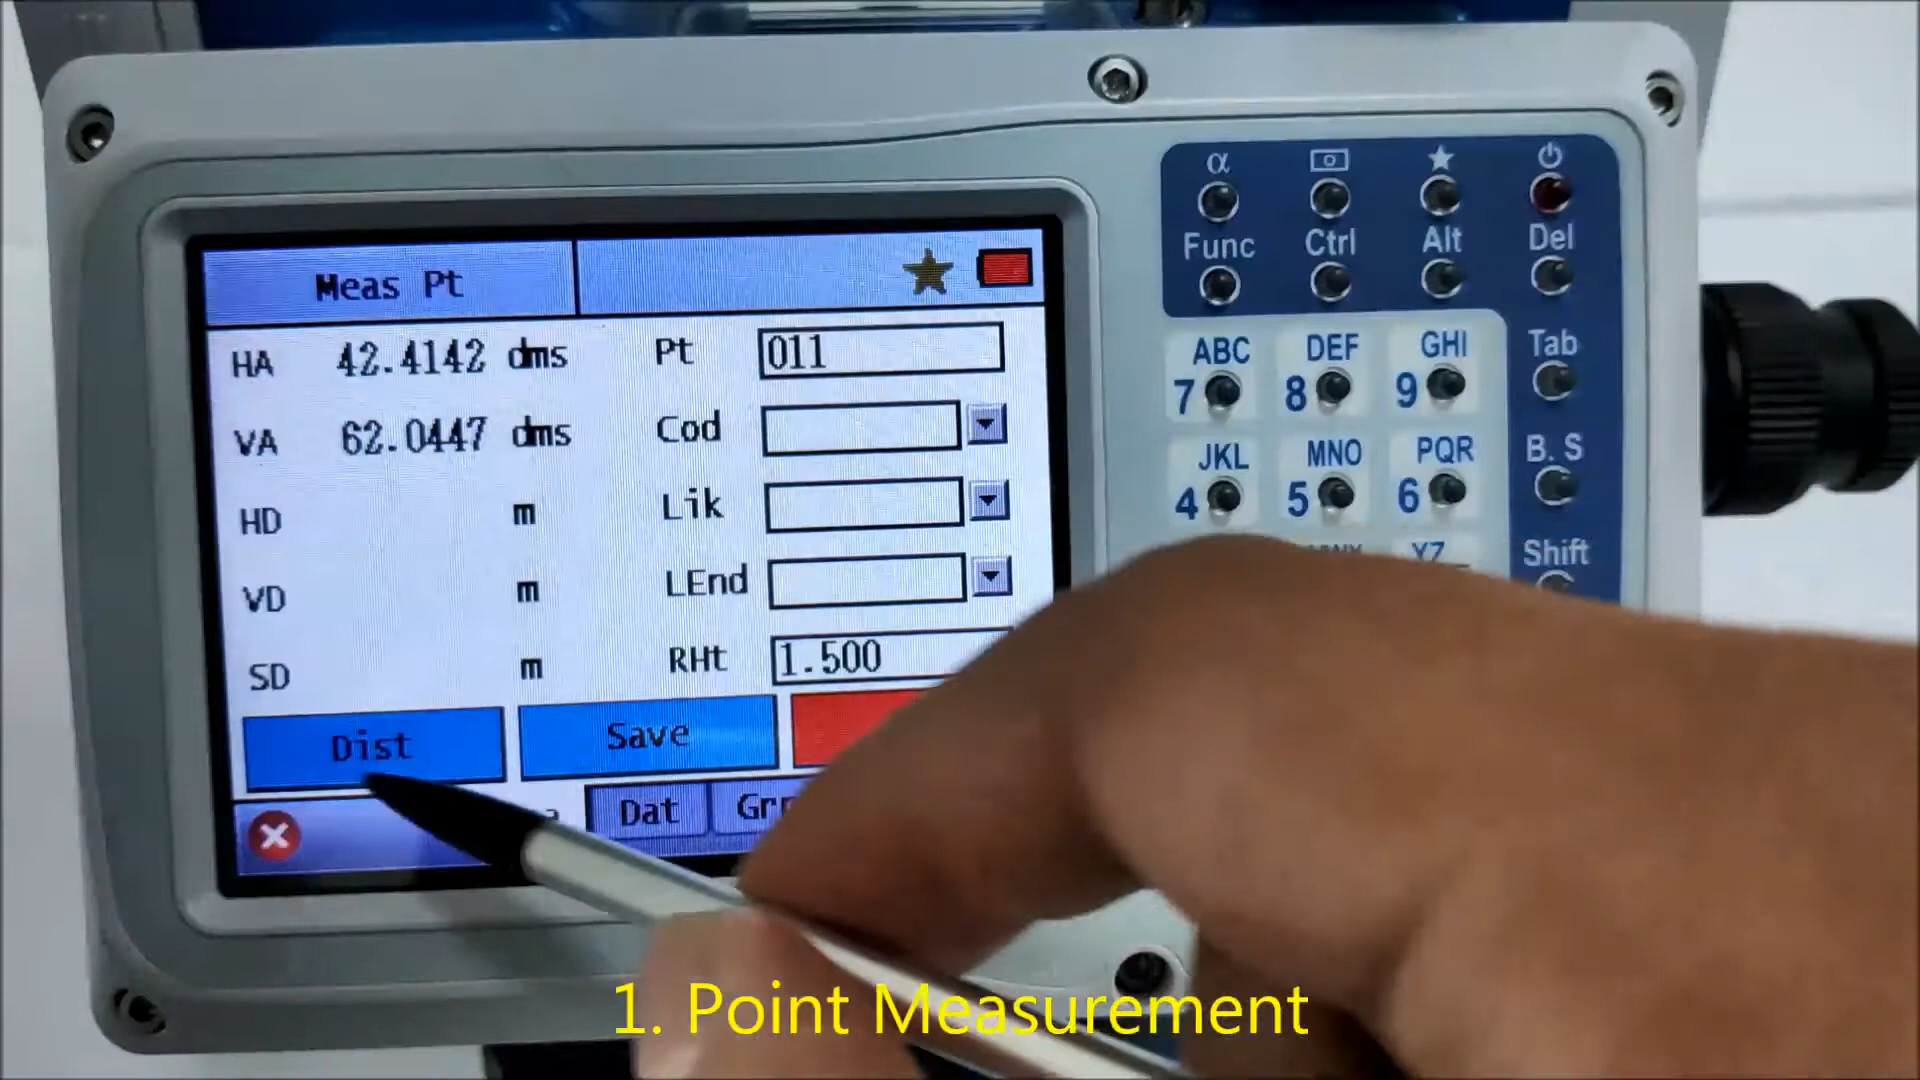 Meas Pt
HA 42.4142 dms Pt 011
VA 62.0447 dms Cod
HD m Lik
VD m LEnd
SD m RHt 1.500
Dist Save
Dat
α
Func Ctrl Alt Del
ABC DEF GHI Tab
7 8 9
JKL MNO PQR B. S
4 5 6
YZ Shift
1. Point Measurement